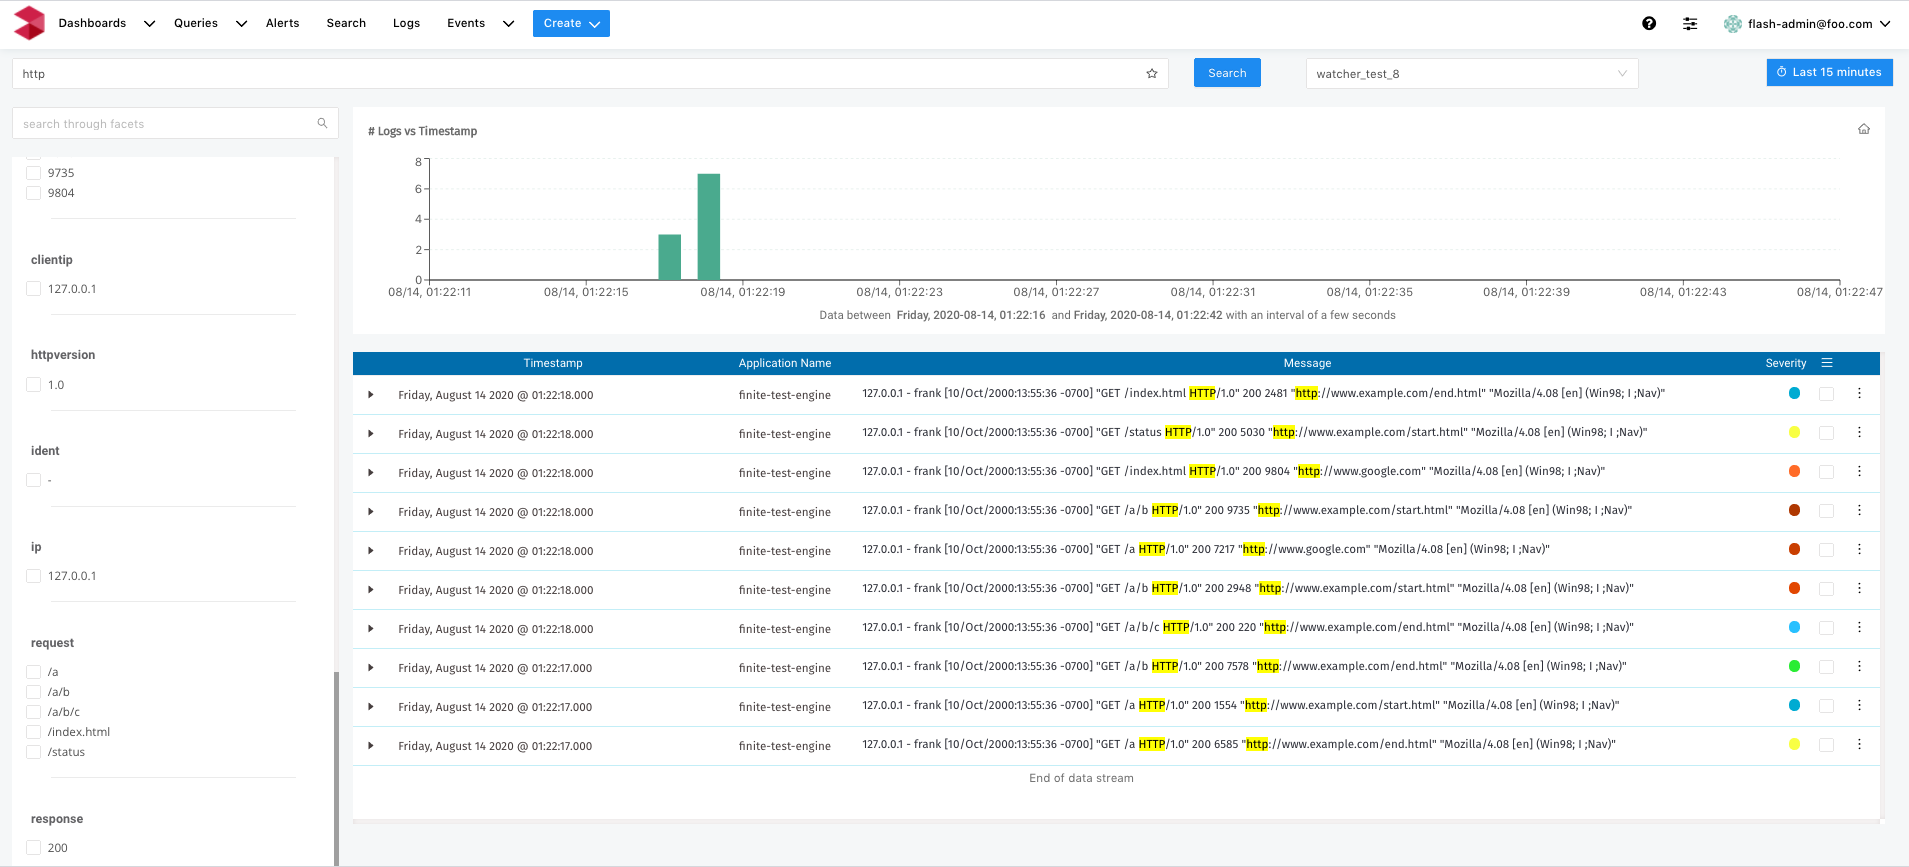 Dashboards Queries Alerts Search Logs Events Create flash-admin@foo.com
http Search watcher_test_8 Last 15 minutes
search through facets
9735
9804
clientip
127.0.0.1
httpversion
1.0
ident
-
ip
127.0.0.1
request
/a
/a/b
/a/b/c
/index.html
/status
response
200
# Logs vs Timestamp
8
6
4
2
0
08/14, 01:22:11 08/14, 01:22:15 08/14, 01:22:19 08/14, 01:22:23 08/14, 01:22:27 08/14, 01:22:31 08/14, 01:22:35 08/14, 01:22:39 08/14, 01:22:43 08/14, 01:22:47
Data between Friday, 2020-08-14, 01:22:16 and Friday, 2020-08-14, 01:22:42 with an interval of a few seconds
Timestamp Application Name Message Severity
Friday, August 14 2020 @ 01:22:18.000 finite-test-engine 127.0.0.1 - frank [10/Oct/2000:13:55:36 -0700] "GET /index.html HTTP/1.0" 200 2481 "http://www.example.com/end.html" "Mozilla/4.08 [en] (Win98; I ;Nav)"
Friday, August 14 2020 @ 01:22:18.000 finite-test-engine 127.0.0.1 - frank [10/Oct/2000:13:55:36 -0700] "GET /status HTTP/1.0" 200 5030 "http://www.example.com/start.html" "Mozilla/4.08 [en] (Win98; I ;Nav)"
Friday, August 14 2020 @ 01:22:18.000 finite-test-engine 127.0.0.1 - frank [10/Oct/2000:13:55:36 -0700] "GET /index.html HTTP/1.0" 200 9804 "http://www.google.com" "Mozilla/4.08 [en] (Win98; I ;Nav)"
Friday, August 14 2020 @ 01:22:18.000 finite-test-engine 127.0.0.1 - frank [10/Oct/2000:13:55:36 -0700] "GET /a/b HTTP/1.0" 200 9735 "http://www.example.com/start.html" "Mozilla/4.08 [en] (Win98; I ;Nav)"
Friday, August 14 2020 @ 01:22:18.000 finite-test-engine 127.0.0.1 - frank [10/Oct/2000:13:55:36 -0700] "GET /a HTTP/1.0" 200 7217 "http://www.google.com" "Mozilla/4.08 [en] (Win98; I ;Nav)"
Friday, August 14 2020 @ 01:22:18.000 finite-test-engine 127.0.0.1 - frank [10/Oct/2000:13:55:36 -0700] "GET /a/b HTTP/1.0" 200 2948 "http://www.example.com/start.html" "Mozilla/4.08 [en] (Win98; I ;Nav)"
Friday, August 14 2020 @ 01:22:18.000 finite-test-engine 127.0.0.1 - frank [10/Oct/2000:13:55:36 -0700] "GET /a/b/c HTTP/1.0" 200 220 "http://www.example.com/end.html" "Mozilla/4.08 [en] (Win98; I ;Nav)"
Friday, August 14 2020 @ 01:22:17.000 finite-test-engine 127.0.0.1 - frank [10/Oct/2000:13:55:36 -0700] "GET /a/b HTTP/1.0" 200 7578 "http://www.example.com/end.html" "Mozilla/4.08 [en] (Win98; I ;Nav)"
Friday, August 14 2020 @ 01:22:17.000 finite-test-engine 127.0.0.1 - frank [10/Oct/2000:13:55:36 -0700] "GET /a HTTP/1.0" 200 1554 "http://www.example.com/start.html" "Mozilla/4.08 [en] (Win98; I ;Nav)"
Friday, August 14 2020 @ 01:22:17.000 finite-test-engine 127.0.0.1 - frank [10/Oct/2000:13:55:36 -0700] "GET /a HTTP/1.0" 200 6585 "http://www.example.com/end.html" "Mozilla/4.08 [en] (Win98; I ;Nav)"
End of data stream